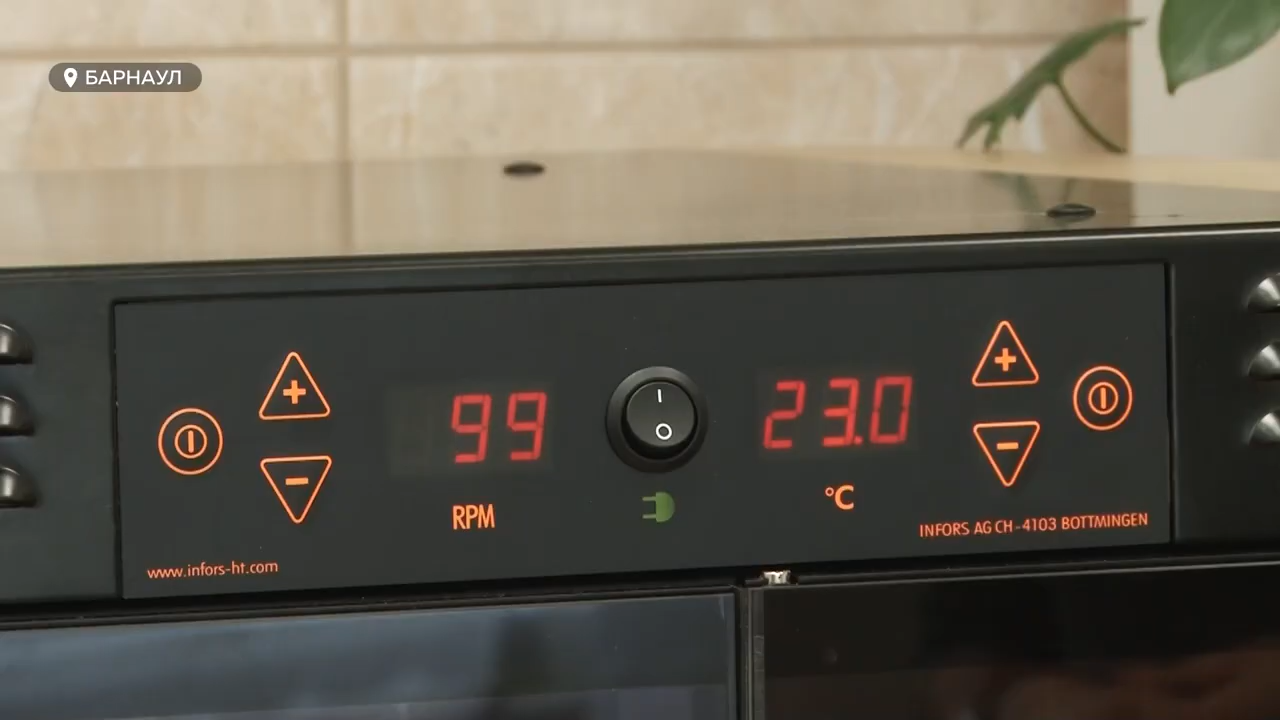 БАРНАУЛ
99
23.0
RPM
°C
INFORS AG CH-4103 BOTTMINGEN
www.infors-ht.com